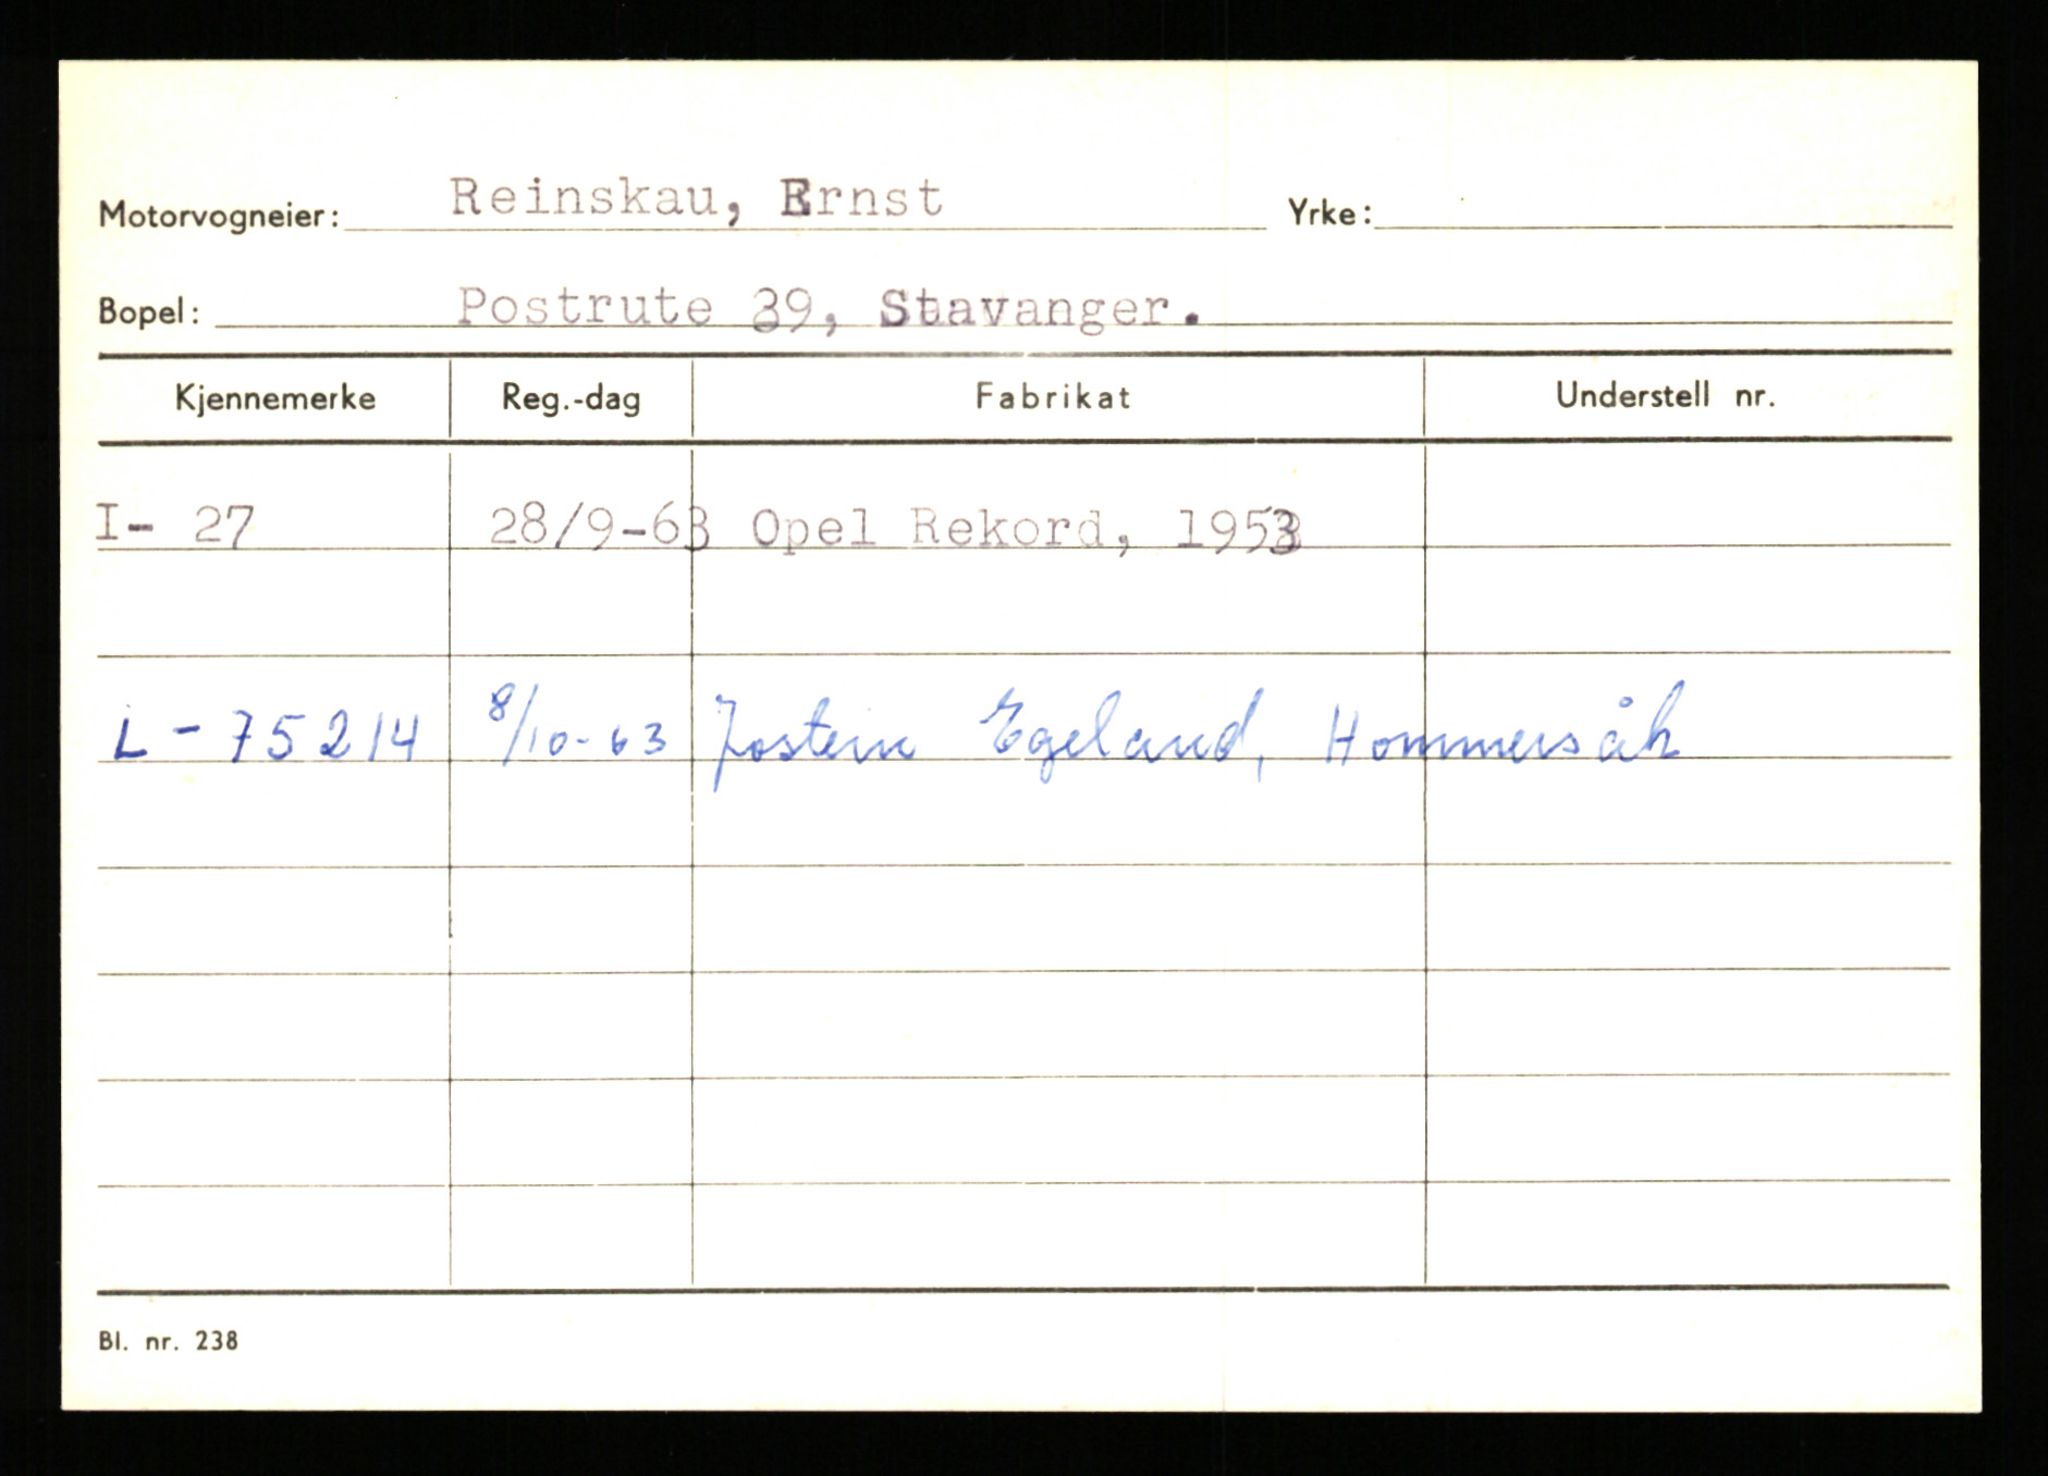 Motorvogneier: Reinskau, Ernst Yrke:
Bopel: Postrute 39, Stavanger.
Kjennemerke Reg.-dag Fabrikat Understell nr.
I- 27 28/9-63 Opel Rekord, 1953
L-75214 8/10-63 Jostein Egeland, Hommersåk
Bl. nr. 238